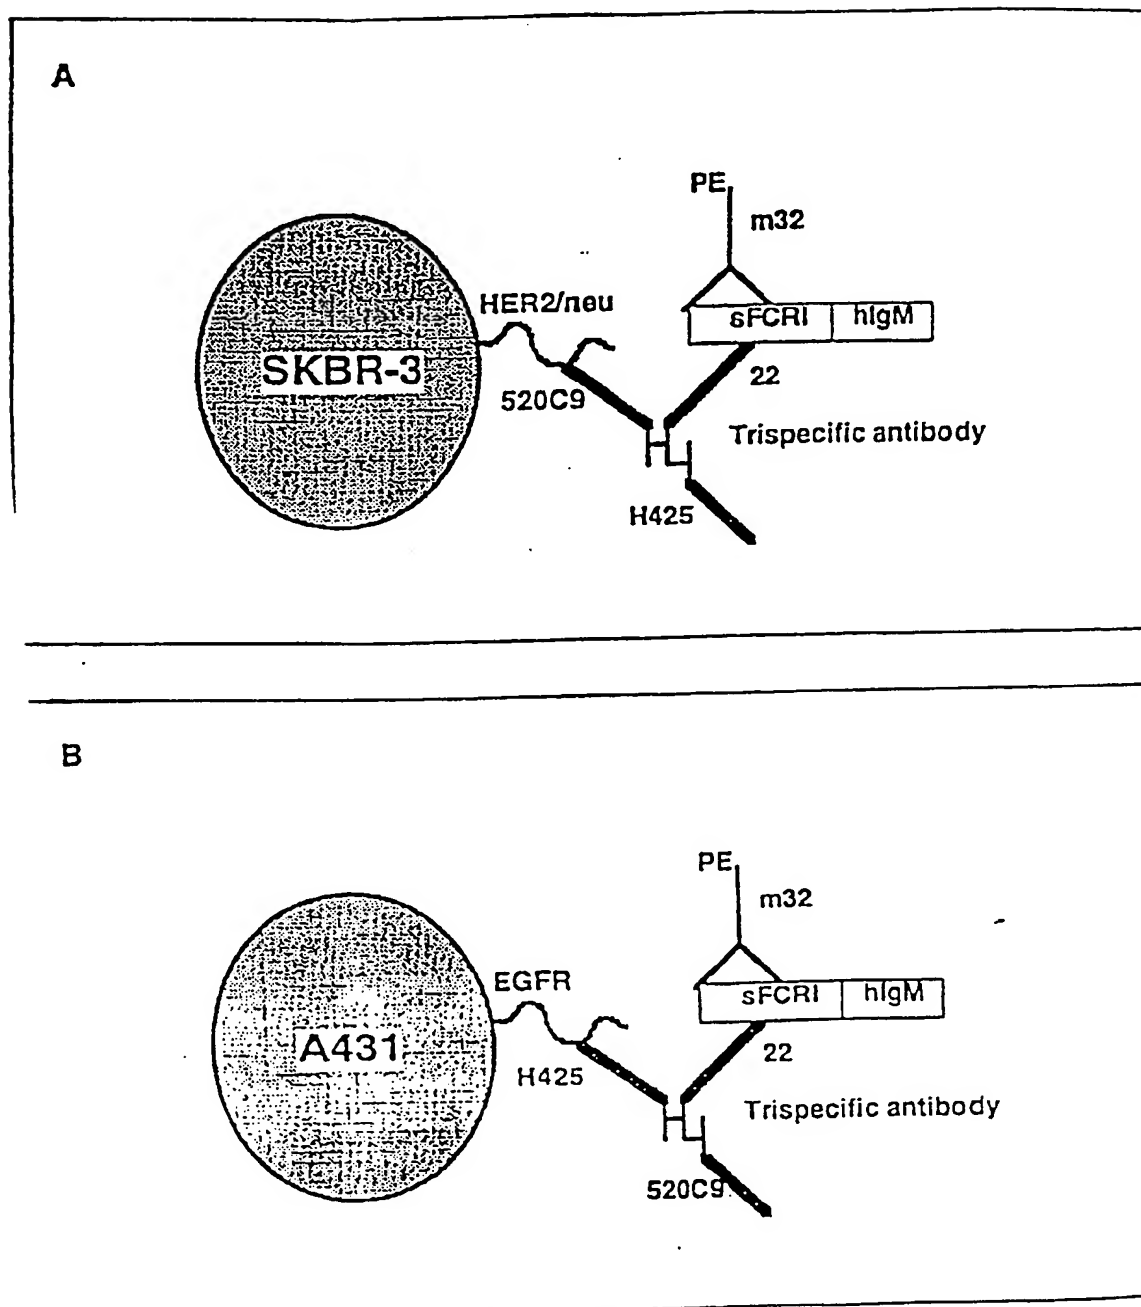 A
PE
m32
HER2/neu
sFCRI hIgM
SKBR-3
22
520C9
Trispecific antibody
H425
B
PE
m32
EGFR
sFCRI hIgM
A431
22
H425
Trispecific antibody
520C9